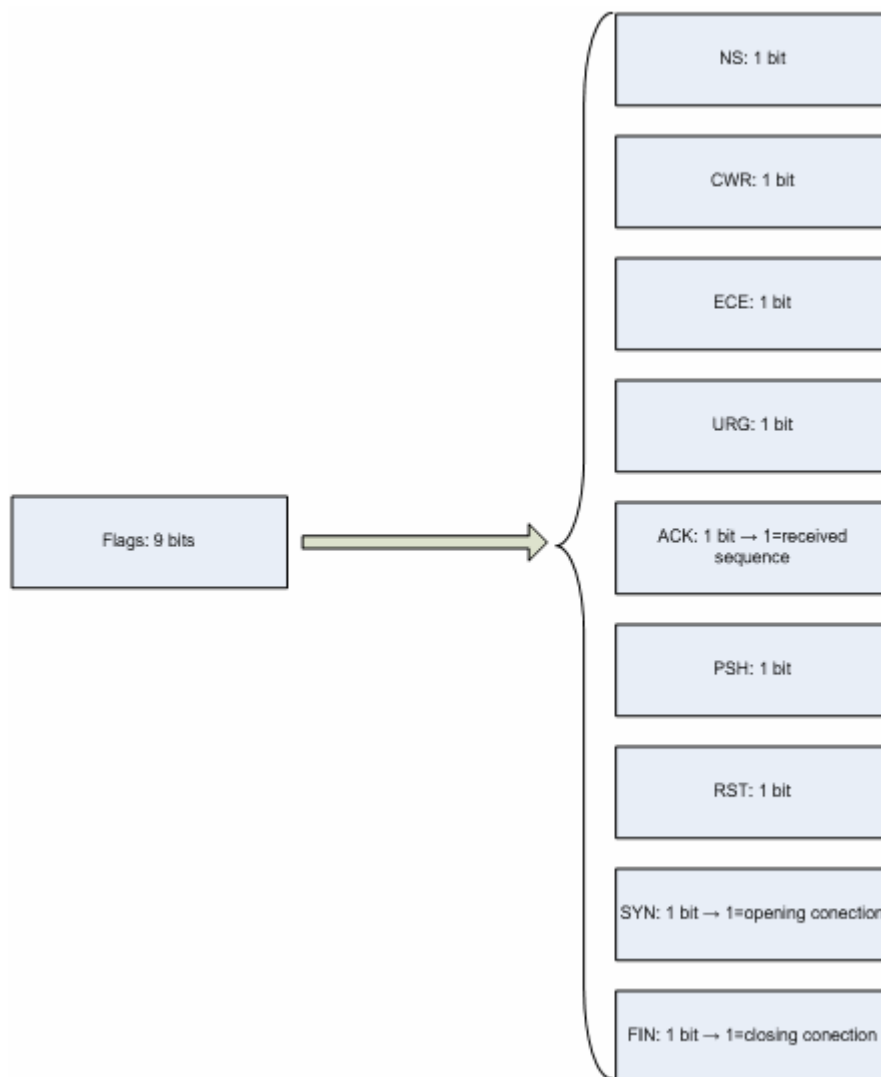 NS: 1 bit
CWR: 1 bit
ECE: 1 bit
URG: 1 bit
Flags: 9 bits
ACK: 1 bit → 1=received
sequence
PSH: 1 bit
RST: 1 bit
SYN: 1 bit → 1=opening conection
FIN: 1 bit → 1=closing conection